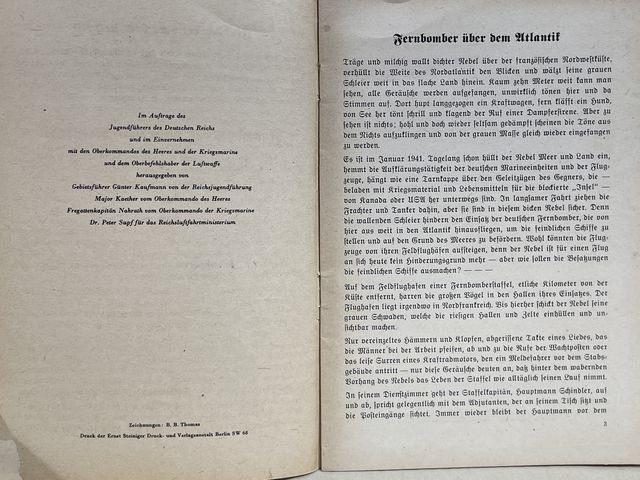 Im Auftrage des
Jugendführers des Deutschen Reichs
und im Einvernehmen
mit den Oberkommandos des Heeres und der Kriegsmarine
und dem Oberbefehlshaber der Luftwaffe
herausgegeben von
Gebietsführer Günter Kaufmann von der Reichsjugendführung
Major Koether vom Oberkommando des Heeres
Fregattenkapitän Nahrath vom Oberkommando der Kriegsmarine
Dr. Peter Supf für das Reichsluftfahrtministerium
Zeichnungen: B. B. Thomas
Druck der Ernst Steiniger Druck- und Verlagsanstalt Berlin SW 68
Fernbomber über dem Atlantik
Träge und milchig wallt dichter Nebel über der französischen Nordwestküste,
verhüllt die Weite des Nordatlantik den Blicken und wälzt seine grauen
Schleier weit in das flache Land hinein. Kaum zehn Meter weit kann man
sehen, alle Geräusche werden aufgesangen, unwirklich tönen hier und da
Stimmen auf. Dort hupt langgezogen ein Kraftwagen, fern kläfft ein Hund,
von See her tönt schrill und klagend der Ruf einer Dampfersirene. Aber zu
sehen ist nichts; hohl und doch wieder seltsam gedämpft scheinen die Töne aus
dem Nichts aufzuklingen und von der grauen Masse gleich wieder eingefangen
zu werden.
Es ist im Januar 1941. Tagelang schon hüllt der Nebel Meer und Land ein,
hemmt die Aufklärungstätigkeit der deutschen Marineeinheiten und der Flug-
zeuge, hängt wie eine Tarnkappe über den Geleitzügen des Gegners, die —
beladen mit Kriegsmaterial und Lebensmitteln für die blockierte „Insel" —
von Kanada oder USA her unterwegs sind. In langsamer Fahrt ziehen die
Frachter und Tanker dahin, aber sie sind in diesem dicken Nebel sicher. Denn
die wallenden Schleier hindern den Einsatz der deutschen Fernbomber, die von
hier aus weit in den Atlantik hinausfliegen, um die feindlichen Schiffe zu
stellen und auf den Grund des Meeres zu befördern. Wohl könnten die Flug-
zeuge von ihren Feldflughäfen aufsteigen, denn der Nebel ist für einen Flug
an sich heute kein Hinderungsgrund mehr — aber wie sollen die Besatzungen
die feindlichen Schiffe ausmachen? — — —
Auf dem Feldflughafen einer Fernbomberstaffel, etliche Kilometer von der
Küste entfernt, harren die großen Vögel in den Hallen ihres Einsatzes. Der
Flughafen liegt irgendwo in Nordfrankreich. Bis hierher schickt der Nebel seine
grauen Schwaden, welche die riesigen Hallen und Zelte einhüllen und un-
sichtbar machen.
Nur vereinzeltes Hämmern und Klopfen, abgerissene Takte eines Liedes, das
die Männer bei der Arbeit pfeifen, ab und zu die Rufe der Wachtposten oder
das leise Surren eines Kraftradmotors, den ein Meldefahrer vor dem Stabs-
gebäude antritt — nur diese Geräusche deuten an, daß hinter dem wabernden
Vorhang des Nebels das Leben der Staffel wie alltäglich seinen Lauf nimmt.
In seinem Dienstzimmer geht der Staffelkapitän, Hauptmann Schindler, auf
und ab, spricht gelegentlich mit dem Adjutanten, der an seinem Tisch sitzt und
die Posteingänge sichtet. Immer wieder bleibt der Hauptmann vor dem
3